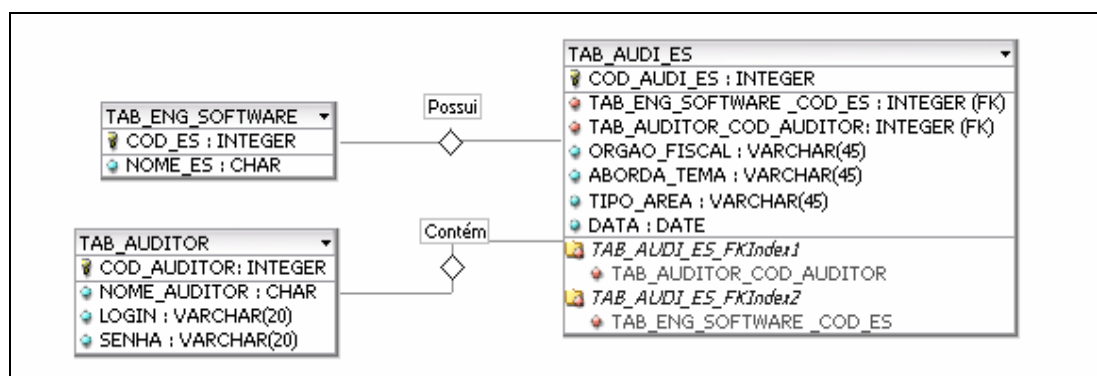 TAB_ENG_SOFTWARE
COD_ES : INTEGER
NOME_ES : CHAR
Possui
TAB_AUDITOR
COD_AUDITOR: INTEGER
NOME_AUDITOR : CHAR
LOGIN : VARCHAR(20)
SENHA : VARCHAR(20)
Contém
TAB_AUDI_ES
COD_AUDI_ES : INTEGER
TAB_ENG_SOFTWARE _COD_ES : INTEGER (FK)
TAB_AUDITOR_COD_AUDITOR: INTEGER (FK)
ORGAO_FISCAL : VARCHAR(45)
ABORDA_TEMA : VARCHAR(45)
TIPO_AREA : VARCHAR(45)
DATA : DATE
TAB_AUDI_ES_FKIndex1
TAB_AUDITOR_COD_AUDITOR
TAB_AUDI_ES_FKIndex2
TAB_ENG_SOFTWARE _COD_ES